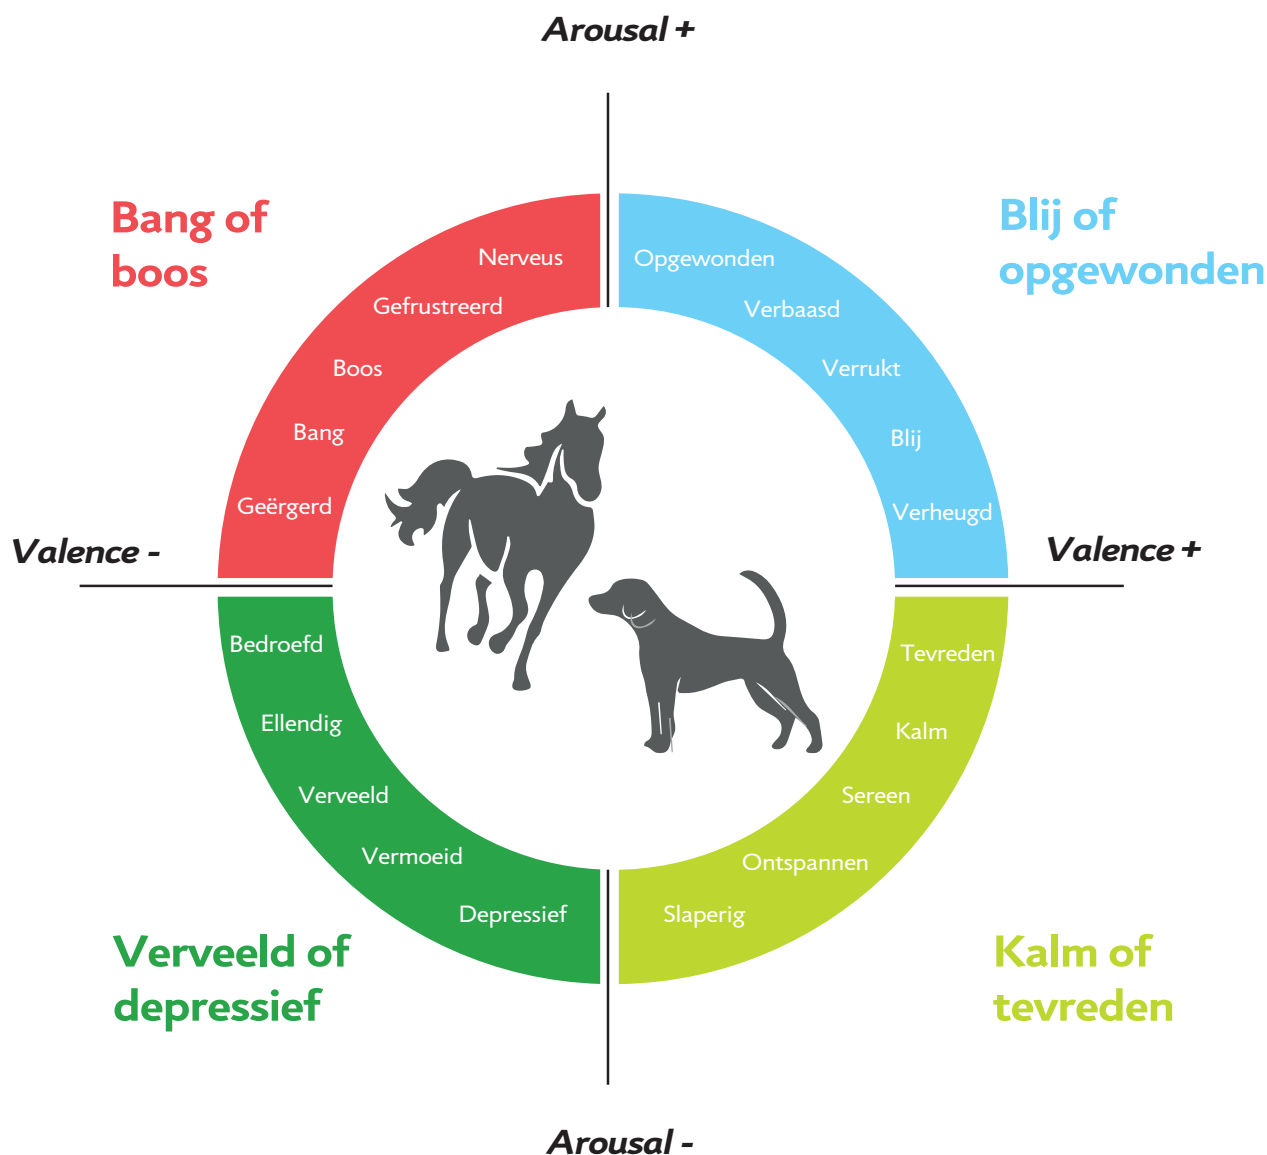 Arousal +
Bang of
boos
Blij of
opgewonden
Nerveus
Gefrustreerd
Boos
Bang
Geërgerd
Opgewonden
Verbaasd
Verrukt
Blij
Verheugd
Valence -
Valence +
Bedroefd
Ellendig
Verveeld
Vermoeid
Depressief
Tevreden
Kalm
Sereen
Ontspannen
Slaperig
Verveeld of
depressief
Kalm of
tevreden
Arousal -